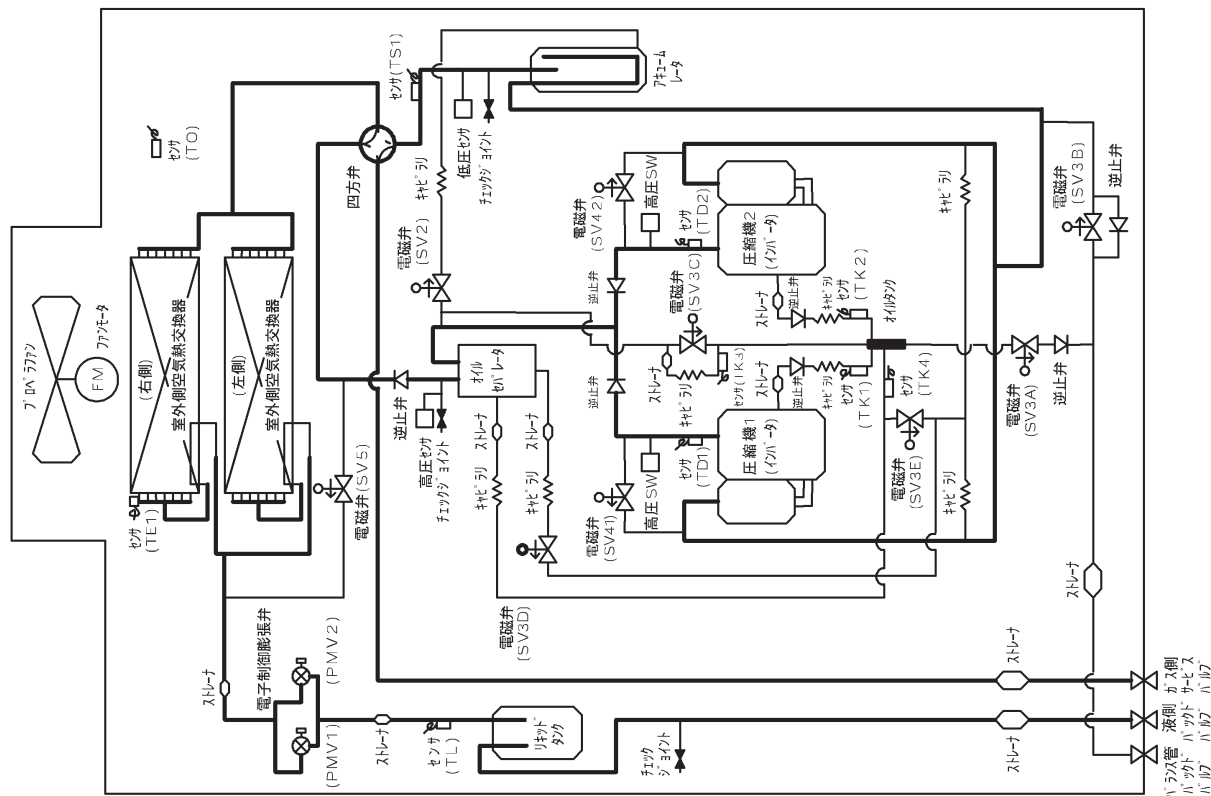 プロペラファン
FM
ファンモータ
(右側)
室外側空気熱交換器
(左側)
室外側空気熱交換器
センサ
(TE1)
センサ
(TO)
四方弁
センサ(TS1)
キャピラリ
低圧センサ
チェックジョイント
アキューム
レータ
電磁弁
(SV2)
電磁弁(SV5)
逆止弁
高圧センサ
チェックジョイント
オイル
セパレータ
ストレーナ
ストレーナ
キャピラリ
キャピラリ
電磁弁
(SV3D)
電磁弁
(SV42)
高圧SW
センサ
(TD2)
圧縮機2
(インバータ)
逆止弁
電磁弁
(SV3C)
ストレーナ
逆止弁
キャピラリ
センサ
(TK2)
オイルタンク
キャピラリ
逆止弁
ストレーナ
キャピラリ
センサ(TK3)
ストレーナ
逆止弁
キャピラリ
センサ
(TK1)
センサ
(TK4)
電磁弁
(SV41)
高圧SW
センサ
(TD1)
圧縮機1
(インバータ)
電磁弁
(SV3E)
キャピラリ
電磁弁
(SV3A)
逆止弁
電磁弁
(SV3B)
逆止弁
ストレーナ
ストレーナ
電子制御膨張弁
(PMV1)
(PMV2)
ストレーナ
センサ
(TL)
リキッド
タンク
チェック
ジョイント
ストレーナ
ストレーナ
ガス側
サービス
バルブ
液側
パックド
バルブ
バランス管
パックド
バルブ